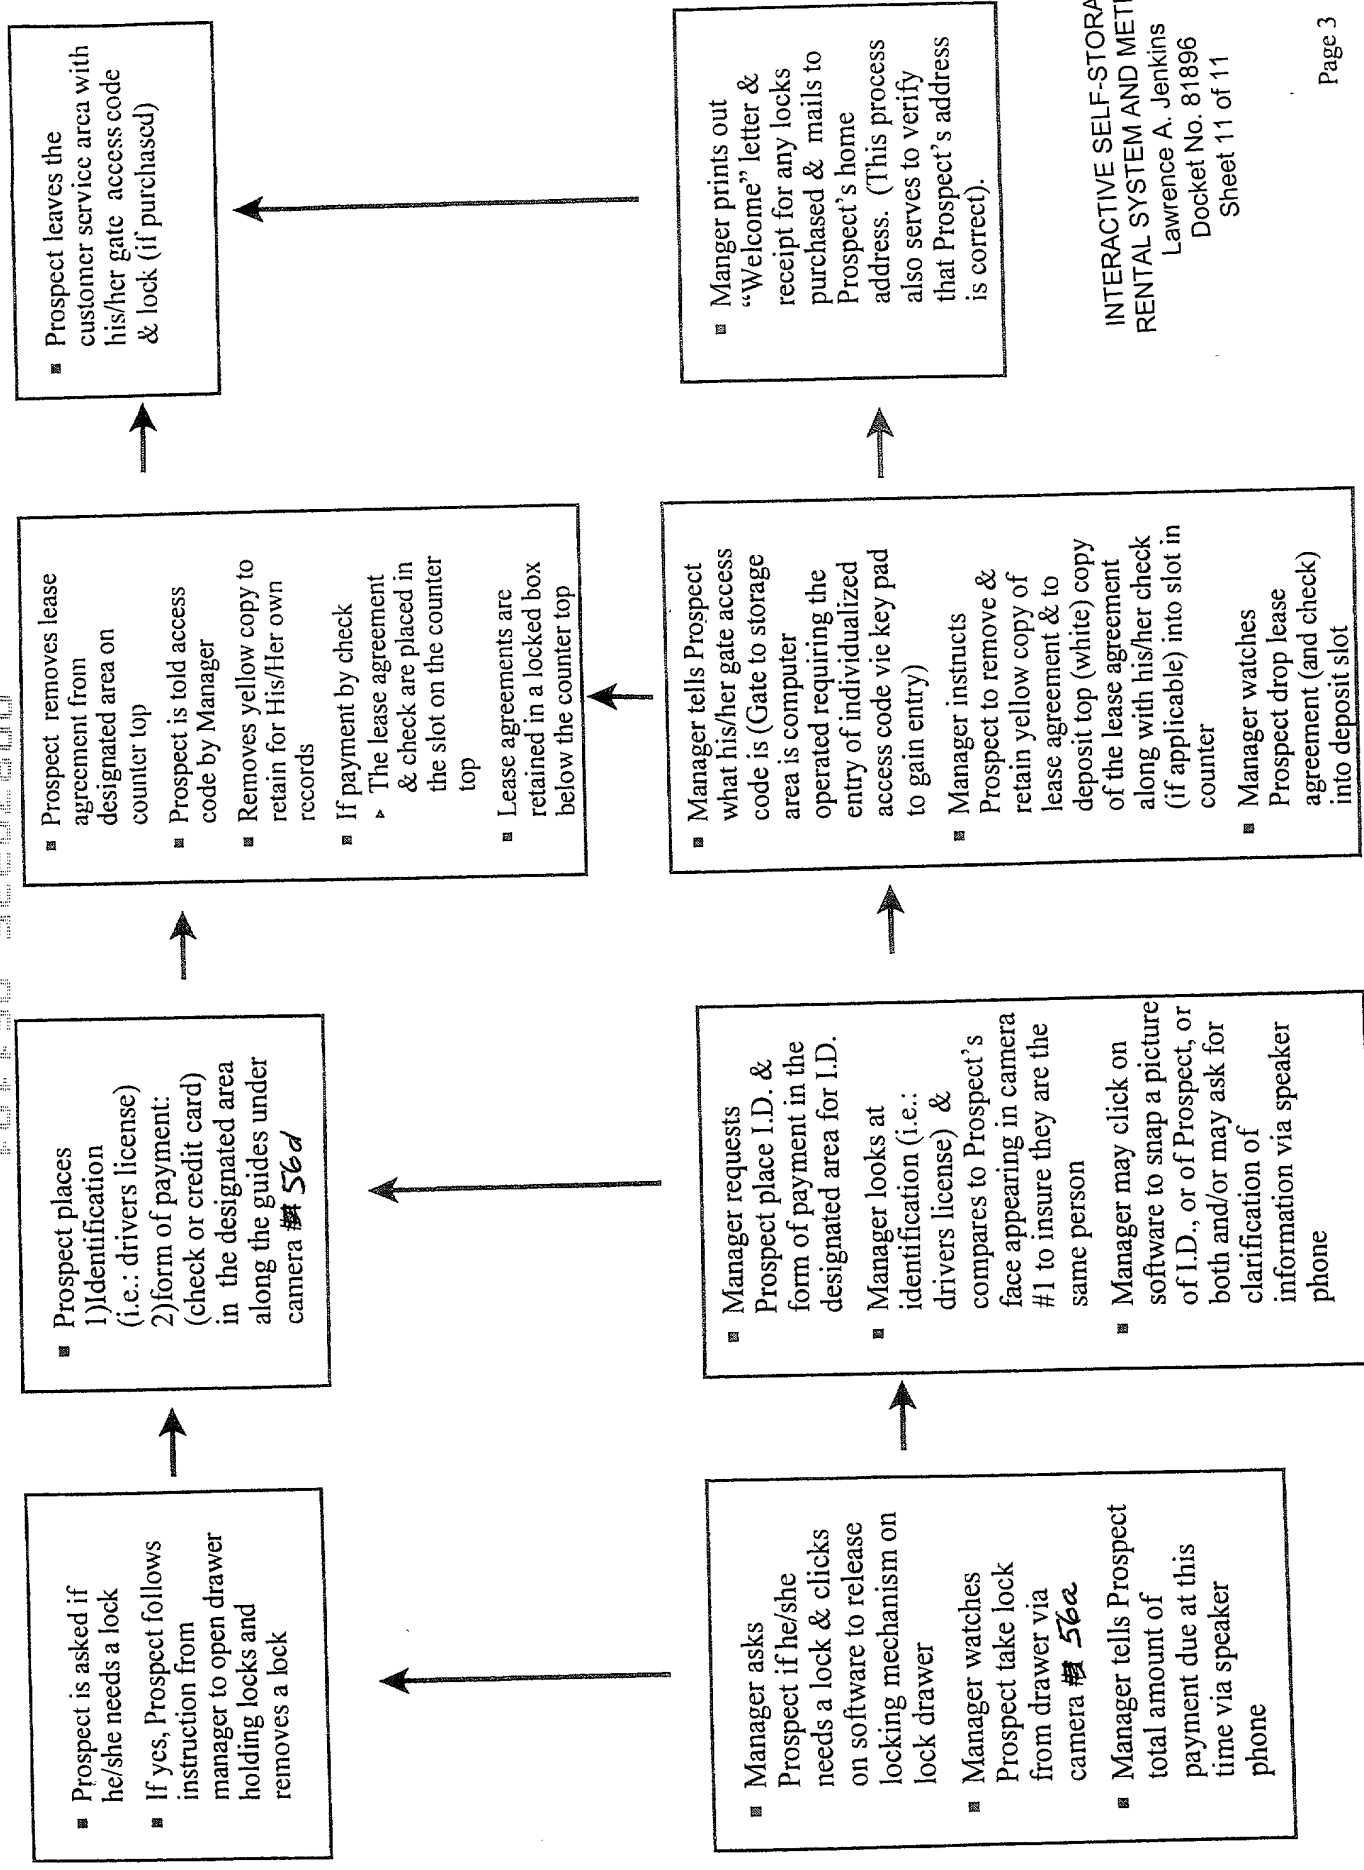 ■ Prospect is asked if
he/she needs a lock
■ If yes, Prospect follows
instruction from
manager to open drawer
holding locks and
removes a lock
■ Prospect places
1)Identification
(i.e.: drivers license)
2)form of payment:
(check or credit card)
in the designated area
along the guides under
camera 56d
■ Prospect removes lease
agreement from
designated area on
counter top
■ Prospect is told access
code by Manager
■ Removes yellow copy to
retain for His/Her own
records
■ If payment by check
▸ The lease agreement
& check are placed in
the slot on the counter
top
■ Lease agreements are
retained in a locked box
below the counter top
■ Prospect leaves the
customer service area with
his/her gate access code
& lock (if purchased)
■ Manager asks
Prospect if he/she
needs a lock & clicks
on software to release
locking mechanism on
lock drawer
■ Manager watches
Prospect take lock
from drawer via
camera 56a
■ Manager tells Prospect
total amount of
payment due at this
time via speaker
phone
■ Manager requests
Prospect place I.D. &
form of payment in the
designated area for I.D.
■ Manager looks at
identification (i.e.:
drivers license) &
compares to Prospect's
face appearing in camera
#1 to insure they are the
same person
■ Manager may click on
software to snap a picture
of I.D., or of Prospect, or
both and/or may ask for
clarification of
information via speaker
phone
■ Manager tells Prospect
what his/her gate access
code is (Gate to storage
area is computer
operated requiring the
entry of individualized
access code vie key pad
to gain entry)
■ Manager instructs
Prospect to remove &
retain yellow copy of
lease agreement & to
deposit top (white) copy
of the lease agreement
along with his/her check
(if applicable) into slot in
counter
■ Manager watches
Prospect drop lease
agreement (and check)
into deposit slot
■ Manger prints out
“Welcome” letter &
receipt for any locks
purchased & mails to
Prospect's home
address. (This process
also serves to verify
that Prospect's address
is correct).
INTERACTIVE SELF-STORA
RENTAL SYSTEM AND MET
Lawrence A. Jenkins
Docket No. 81896
Sheet 11 of 11
Page 3